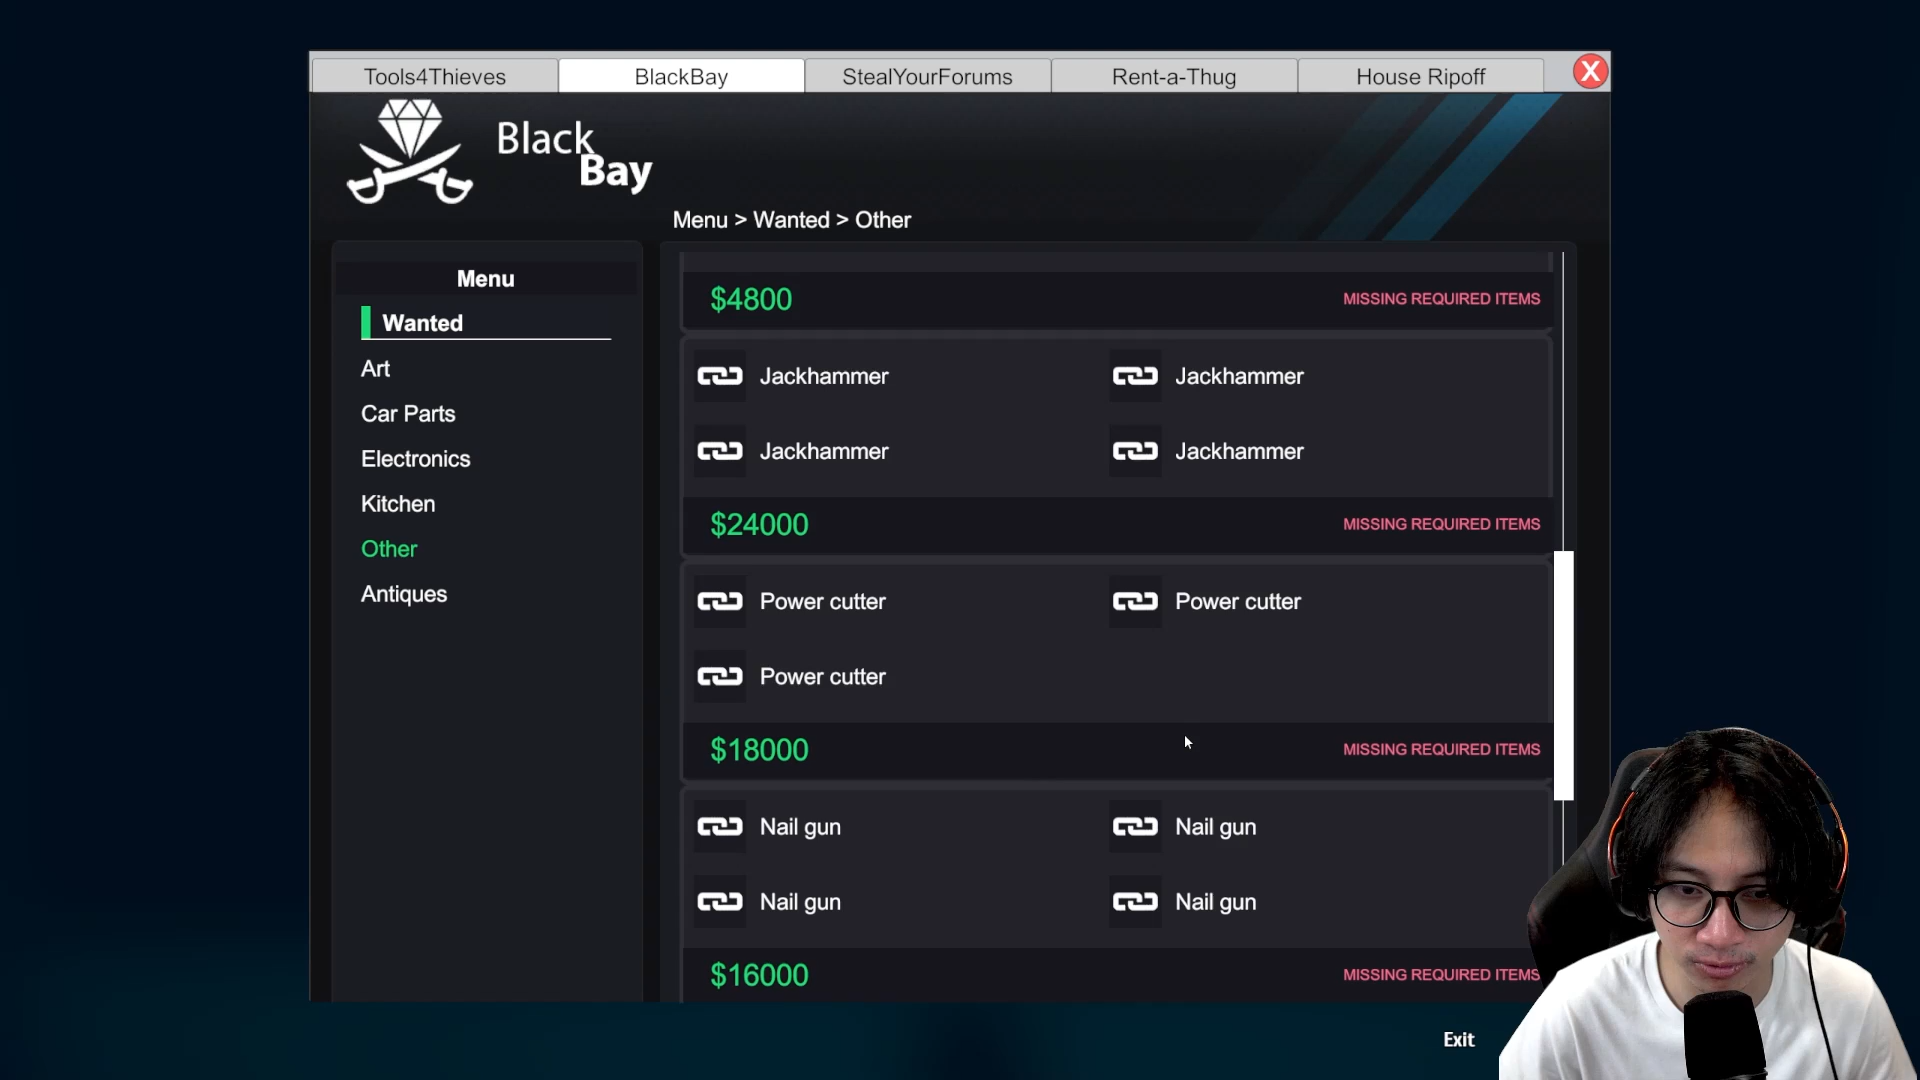 Tools4Thieves
BlackBay
StealYourForums
Rent-a-Thug
House Ripoff
X
Black
Bay
Menu > Wanted > Other
Menu
Wanted
Art
Car Parts
Electronics
Kitchen
Other
Antiques
$4800 MISSING REQUIRED ITEMS
Jackhammer Jackhammer
Jackhammer Jackhammer
$24000 MISSING REQUIRED ITEMS
Power cutter Power cutter
Power cutter
$18000 MISSING REQUIRED ITEMS
Nail gun Nail gun
Nail gun Nail gun
$16000 MISSING REQUIRED ITEMS
Exit